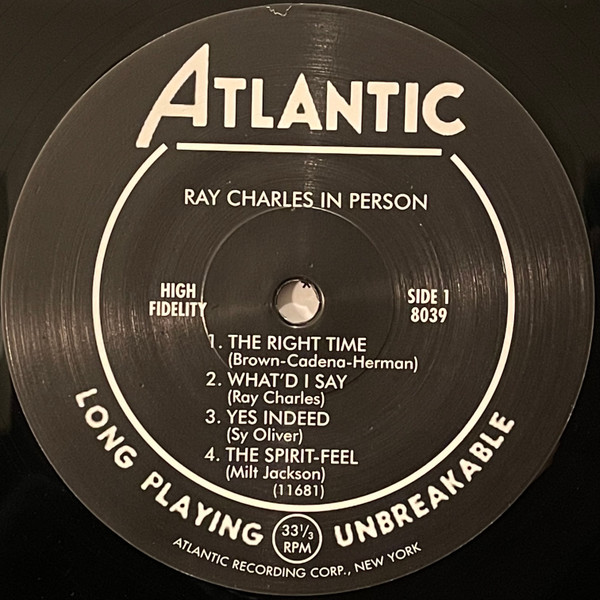 ATLANTIC
RAY CHARLES IN PERSON
HIGH
FIDELITY
SIDE 1
8039
1. THE RIGHT TIME
(Brown-Cadena-Herman)
2. WHAT'D I SAY
(Ray Charles)
3. YES INDEED
(Sy Oliver)
4. THE SPIRIT-FEEL
(Milt Jackson)
(11681)
LONG PLAYING 33⅓ RPM UNBREAKABLE
ATLANTIC RECORDING CORP., NEW YORK